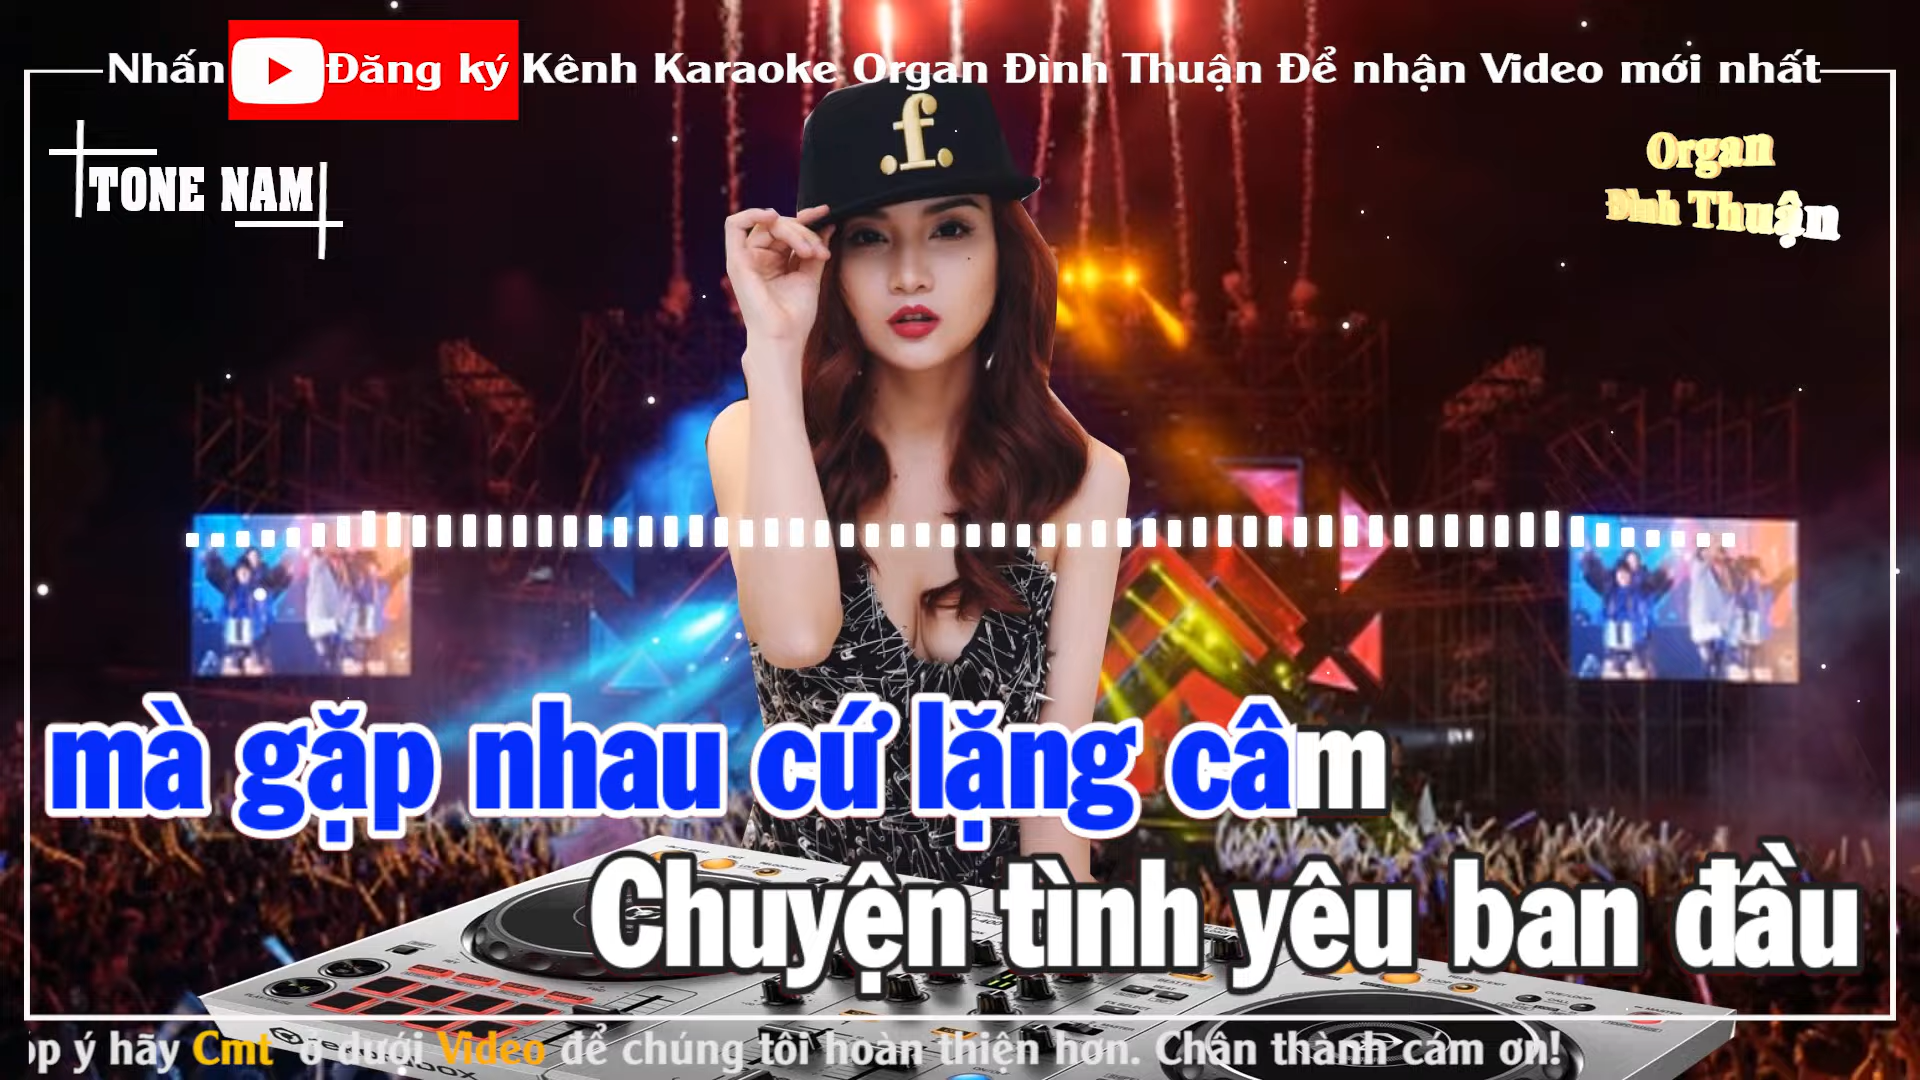 Nhấn Đăng ký Kênh Karaoke Organ Đình Thuận Để nhận Video mới nhất
TONE NAM
Organ
Đình Thuận
.f.
mà gặp nhau cứ lặng câm
Chuyện tình yêu ban đầu
óp ý hãy Cmt ở dưới Video để chúng tôi hoàn thiện hơn. Chân thành cám ơn!